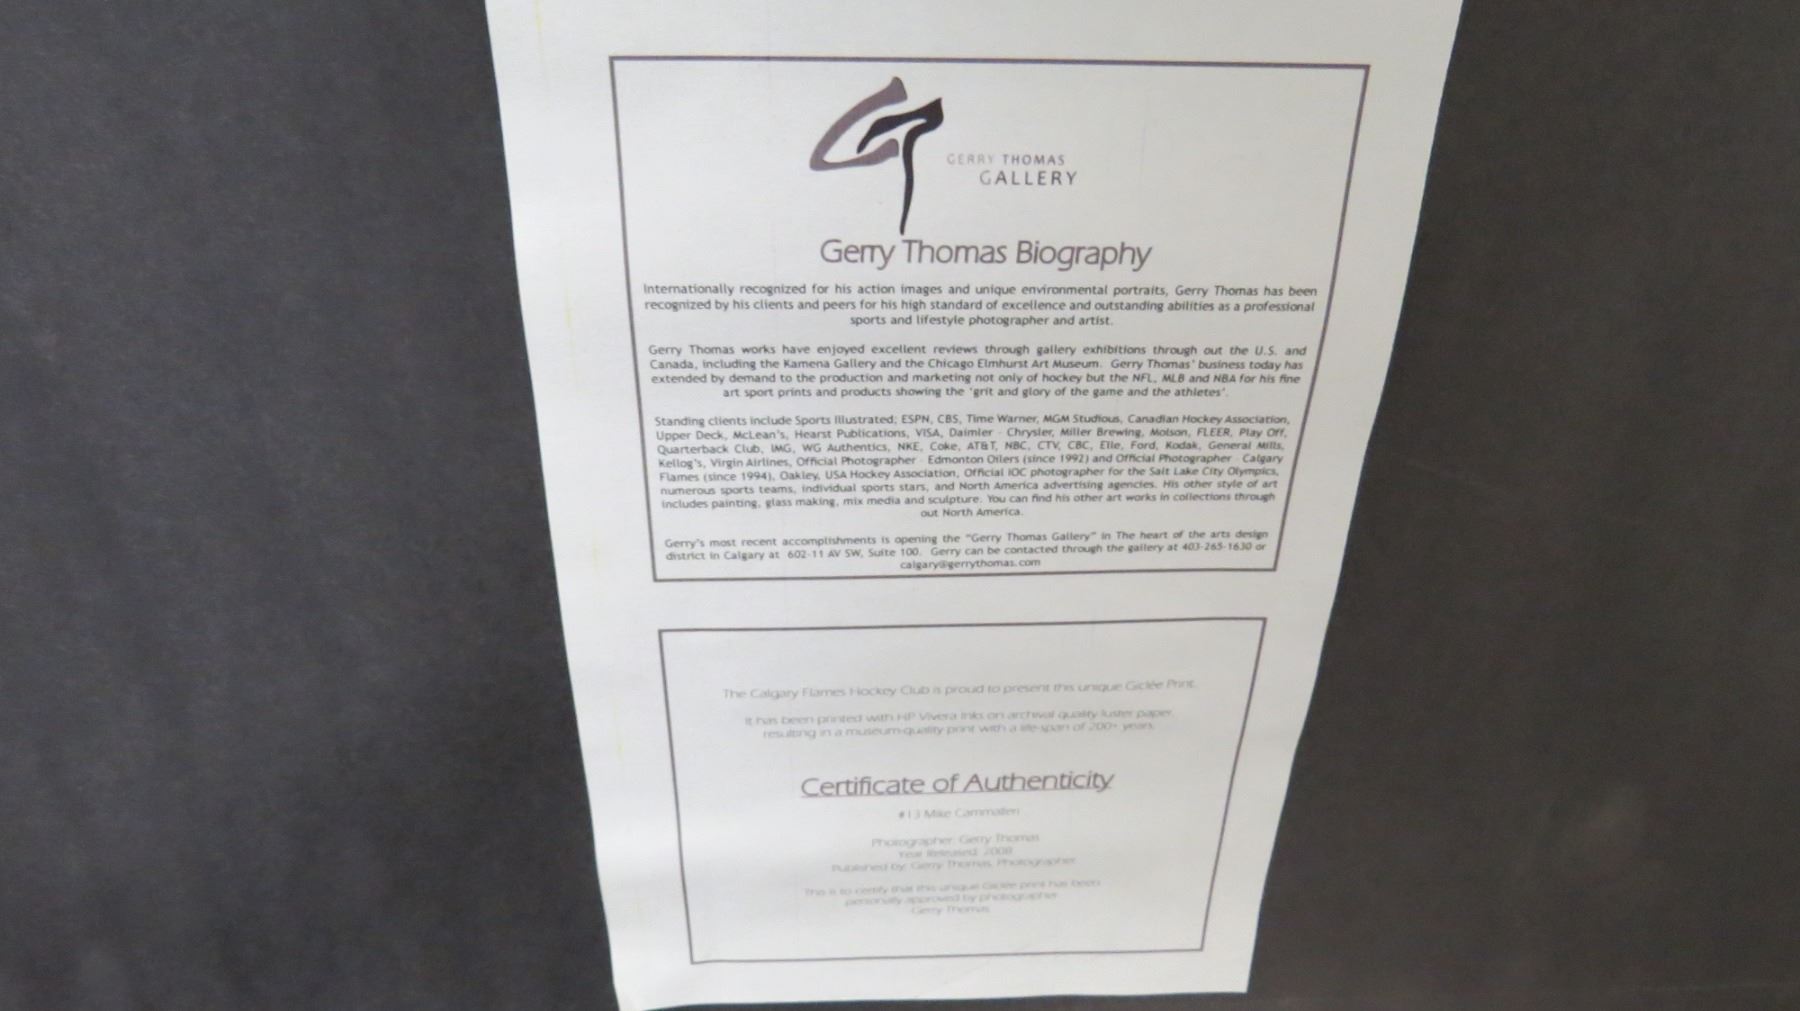 GERRY THOMAS
GALLERY
Gerry Thomas Biography
Internationally recognized for his action images and unique environmental portraits, Gerry Thomas has been
recognized by his clients and peers for his high standard of excellence and outstanding abilities as a professional
sports and lifestyle photographer and artist.
Gerry Thomas works have enjoyed excellent reviews through gallery exhibitions through out the U.S. and
Canada, including the Kamena Gallery and the Chicago Elmhurst Art Museum. Gerry Thomas' business today has
extended by demand to the production and marketing not only of hockey but the NFL, MLB and NBA for his fine
art sport prints and products showing the 'grit and glory of the game and the athletes'.
Standing clients include Sports Illustrated; ESPN, CBS, Time Warner, MGM Studious, Canadian Hockey Association,
Upper Deck, McLean's, Hearst Publications, VISA, Daimler - Chrysler, Miller Brewing, Molson, FLEER, Play Off,
Quarterback Club, IMG, WG Authentics, NKE, Coke, AT&T, NBC, CTV, CBC, Elle, Ford, Kodak, General Mills,
Kellog's, Virgin Airlines, Official Photographer - Edmonton Oilers (since 1992) and Official Photographer - Calgary
Flames (since 1994), Oakley, USA Hockey Association, Official IOC photographer for the Salt Lake City Olympics,
numerous sports teams, individual sports stars, and North America advertising agencies. His other style of art
includes painting, glass making, mix media and sculpture. You can find his other art works in collections through
out North America.
Gerry's most recent accomplishments is opening the "Gerry Thomas Gallery" in The heart of the arts design
district in Calgary at 602-11 AV SW, Suite 100. Gerry can be contacted through the gallery at 403-265-1630 or
calgary@gerrythomas.com
The Calgary Flames Hockey Club is proud to present this unique Giclée Print.
It has been printed with HP Vivera Inks on archival quality luster paper,
resulting in a museum-quality print with a life-span of 200+ years.
Certificate of Authenticity
#13 Mike Cammalleri
Photographer: Gerry Thomas
Year Released: 2008
Published by: Gerry Thomas, Photographer
This is to certify that this unique Giclée print has been
personally approved by photographer
Gerry Thomas